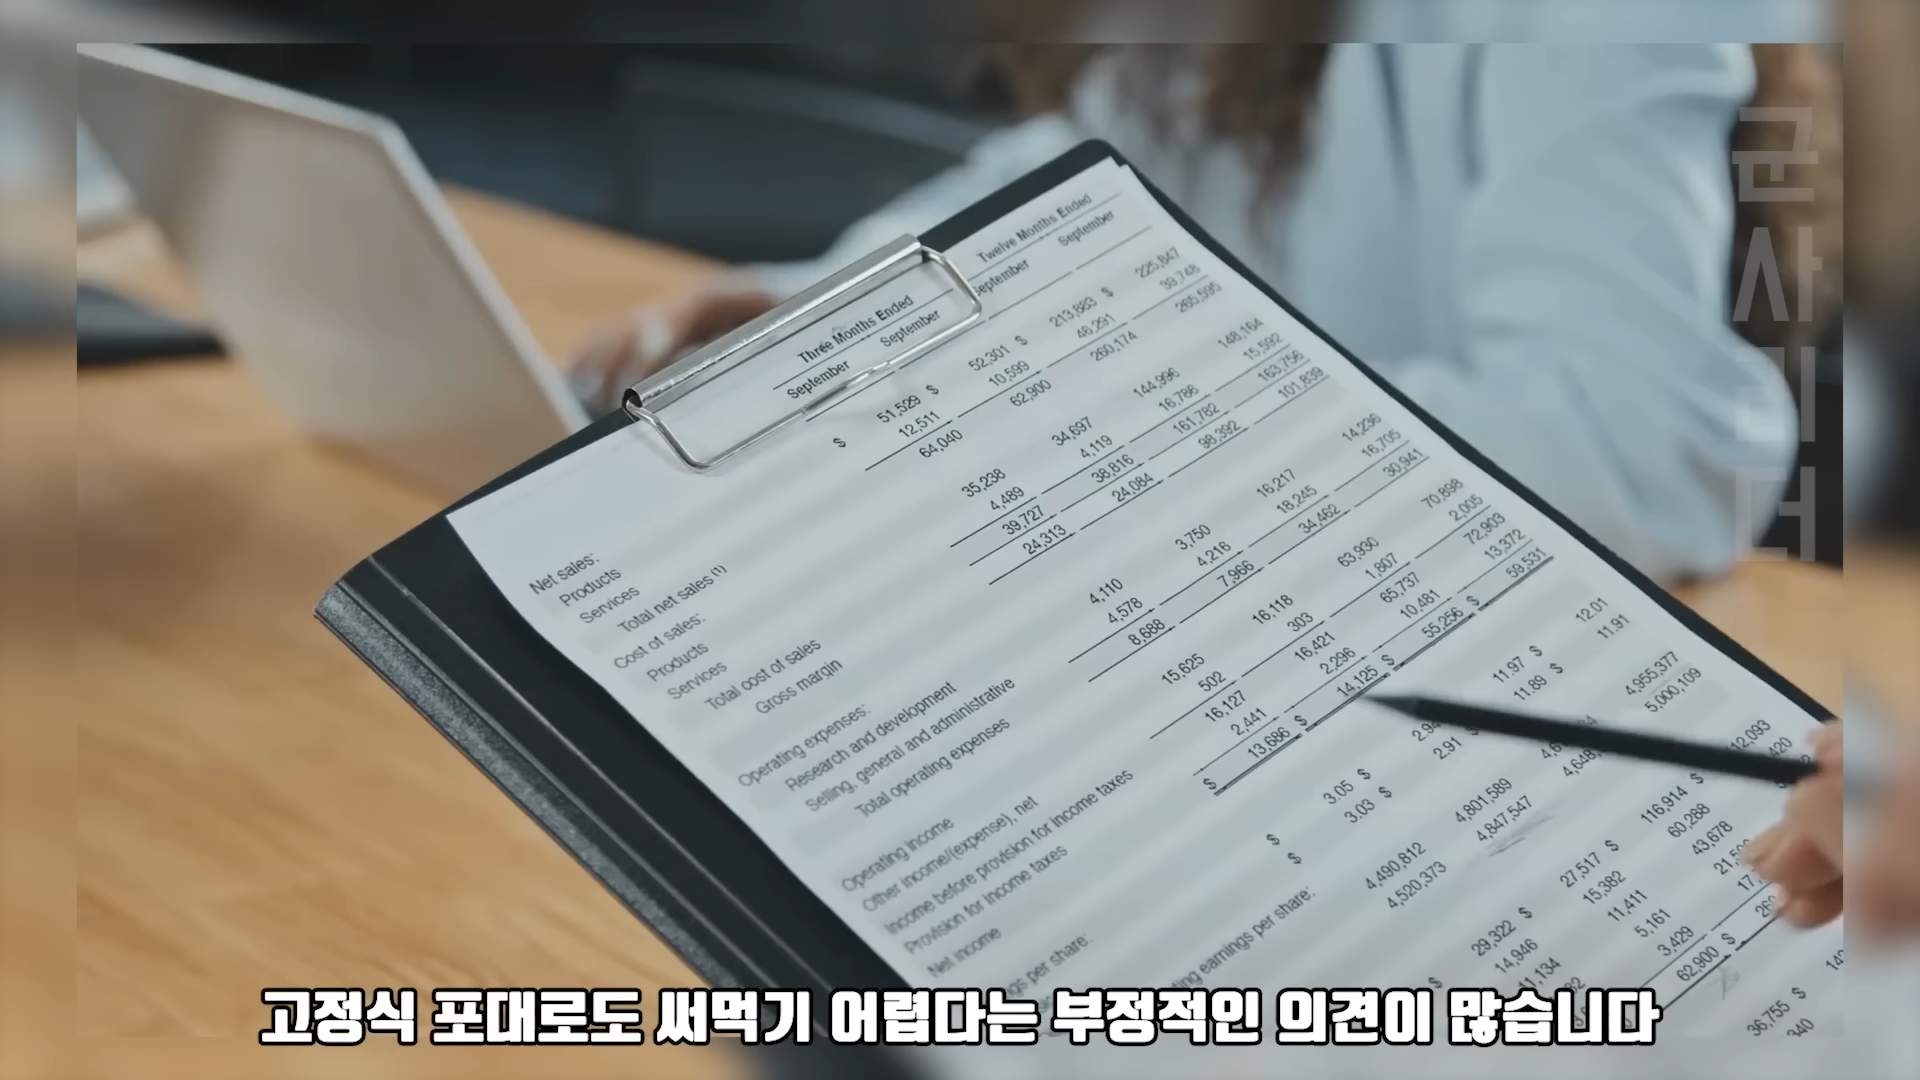 군사미더
Three Months Ended Twelve Months Ended
September September September September
Net sales:
Products $ 51,529 $ 52,301 $ 213,883 $ 225,847
Services 12,511 10,599 46,291 39,748
Total net sales (1) 64,040 62,900 260,174 265,595
Cost of sales:
Products 35,238 34,697 144,996 148,164
Services 4,489 4,119 16,786 15,592
Total cost of sales 39,727 38,816 161,782 163,756
Gross margin 24,313 24,084 98,392 101,839
Operating expenses:
Research and development 4,110 3,750 16,217 14,236
Selling, general and administrative 4,578 4,216 18,245 16,705
Total operating expenses 8,688 7,966 34,462 30,941
Operating income 15,625 16,118 63,930 70,898
Other income/(expense), net 502 303 1,807 2,005
Income before provision for income taxes 16,127 16,421 65,737 72,903
Provision for income taxes 2,441 2,296 10,481 13,372
Net income $ 13,686 $ 14,125 $ 55,256 $ 59,531
per share:
$ 3.05 $ 11.97 $ 12.01
$ 3.03 $ 2.91 11.89 $ 11.91
earnings per share:
4,490,812 4,801,589 4,955,377
4,520,373 4,847,547 5,000,109
$ 29,322 $ 27,517 $ 116,914 $
14,946 15,382 60,288
11,134 11,411 43,678
5,161
3,429
62,900 $
36,755 $
고정식 포대로도 써먹기 어렵다는 부정적인 의견이 많습니다